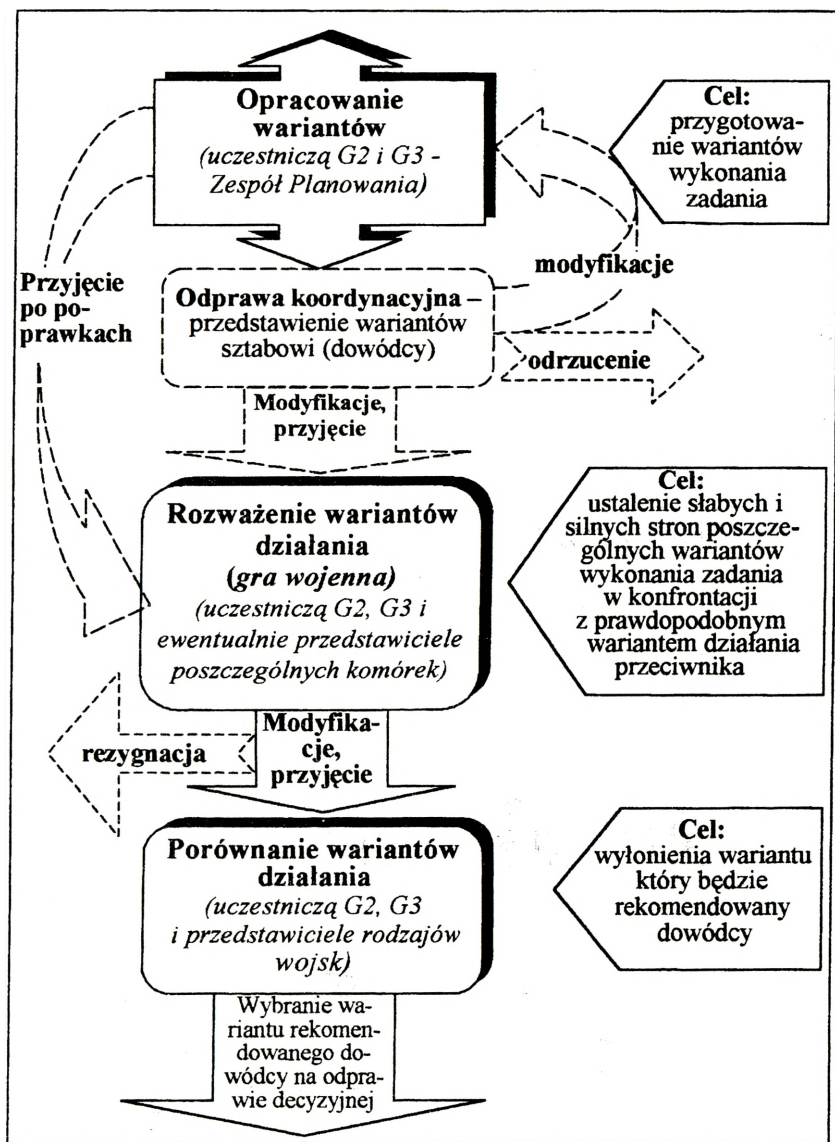 Opracowanie
wariantów
(uczestniczą G2 i G3 -
Zespół Planowania)
Cel:
przygotowa-
nie wariantów
wykonania
zadania
Przyjęcie
po po-
prawkach
modyfikacje
Odprawa koordynacyjna –
przedstawienie wariantów
sztabowi (dowódcy)
odrzucenie
Modyfikacje,
przyjęcie
Rozważenie wariantów
działania
(gra wojenna)
(uczestniczą G2, G3 i
ewentualnie przedstawiciele
poszczególnych komórek)
Cel:
ustalenie słabych i
silnych stron poszcze-
gólnych wariantów
wykonania zadania
w konfrontacji
z prawdopodobnym
wariantem działania
przeciwnika
rezygnacja
Modyfika-
cje,
przyjęcie
Porównanie wariantów
działania
(uczestniczą G2, G3
i przedstawiciele rodzajów
wojsk)
Cel:
wyłonienia wariantu
który będzie
rekomendowany
dowódcy
Wybranie wa-
riantu rekomen-
dowanego do-
wódcy na odpra-
wie decyzyjnej